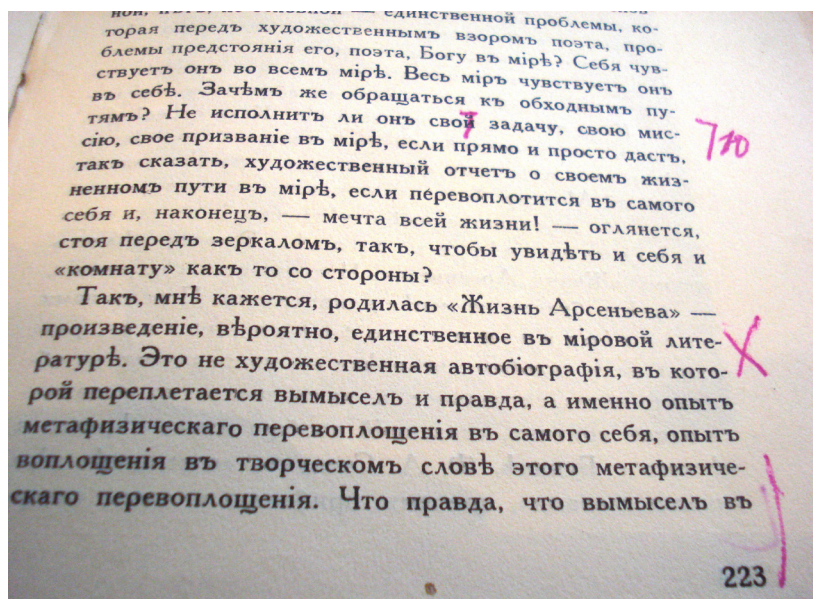 единственной проблемы, ко-
торая передъ художественнымъ взоромъ поэта, про-
блемы предстоянія его, поэта, Богу въ мірѣ? Себя чув-
ствуетъ онъ во всемъ мірѣ. Весь міръ чувствуетъ онъ
въ себѣ. Зачѣмъ же обращаться къ обходнымъ пу-
тямъ? Не исполнитъ ли онъ свой задачу, свою мис-
сію, свое призваніе въ мірѣ, если прямо и просто дастъ,
такъ сказать, художественный отчетъ о своемъ жиз-
ненномъ пути въ мірѣ, если перевоплотится въ самого
себя и, наконецъ, — мечта всей жизни! — оглянется,
стоя передъ зеркаломъ, такъ, чтобы увидѣть и себя и
«комнату» какъ то со стороны?
Такъ, мнѣ кажется, родилась «Жизнь Арсеньева» —
произведеніе, вѣроятно, единственное въ міровой лите-
ратурѣ. Это не художественная автобіографія, въ кото-
рой переплетается вымыселъ и правда, а именно опытъ
метафизическаго перевоплощенія въ самого себя, опытъ
воплощенія въ творческомъ словѣ этого метафизиче-
скаго перевоплощенія. Что правда, что вымыселъ въ
223
ю